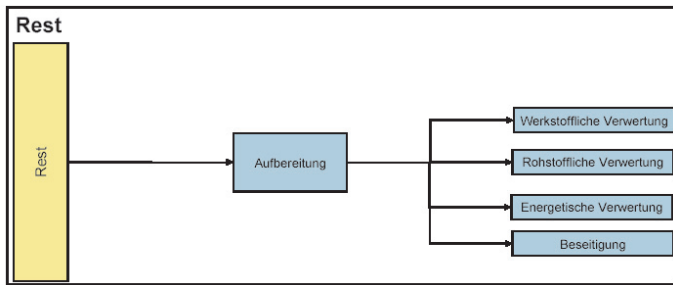 Rest
Rest
Aufbereitung
Werkstoffliche Verwertung
Rohstoffliche Verwertung
Energetische Verwertung
Beseitigung